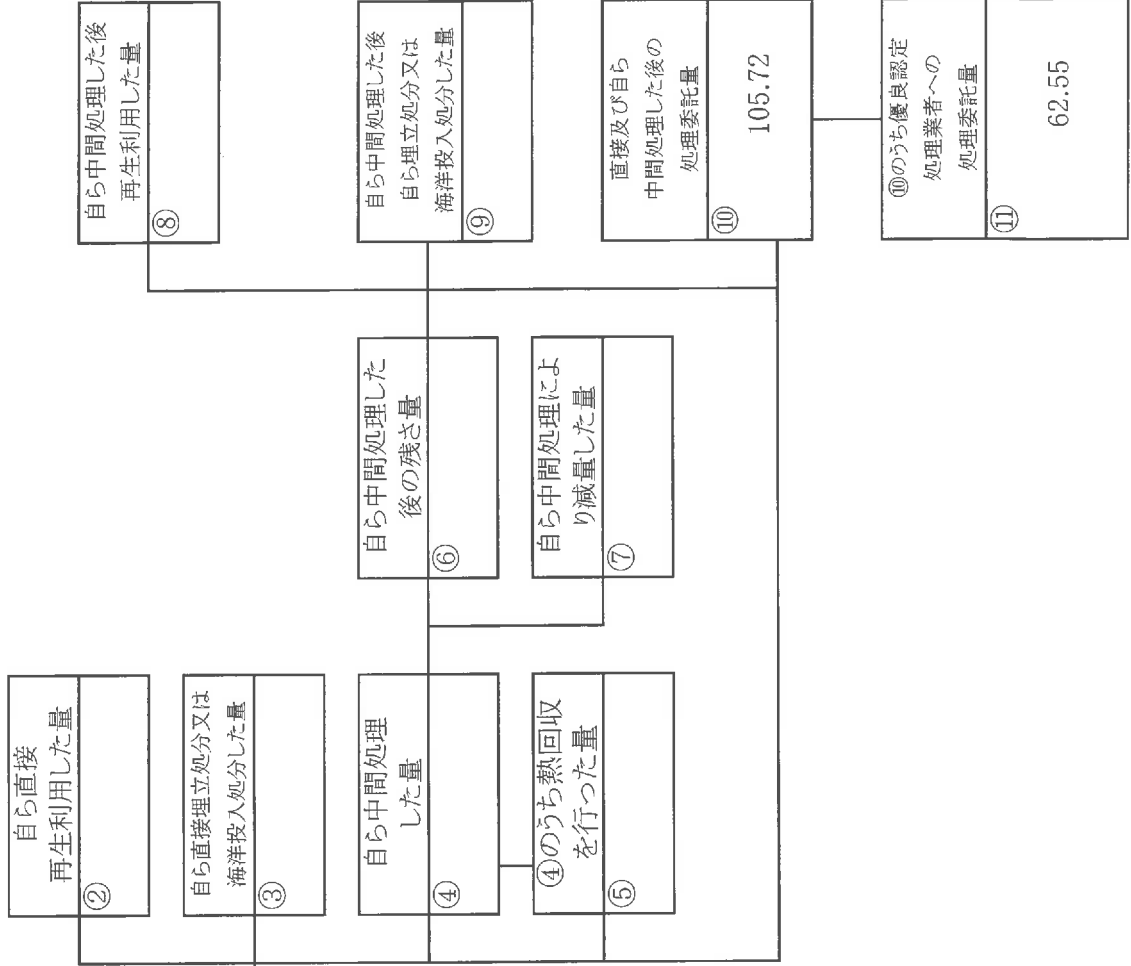 自ら直接
再生利用した量
②
自ら直接埋立処分又は
海洋投入処分した量
③
自ら中間処理
した量
④
④のうち熱回収
を行った量
⑤
自ら中間処理した
後の残さ量
⑥
自ら中間処理によ
り減量した量
⑦
自ら中間処理した後
再生利用した量
⑧
自ら中間処理した後
自ら埋立処分又は
海洋投入処分した量
⑨
直接及び自ら
中間処理した後の
処理委託量
⑩
105.72
⑩のうち優良認定
処理業者への
処理委託量
⑪
62.55